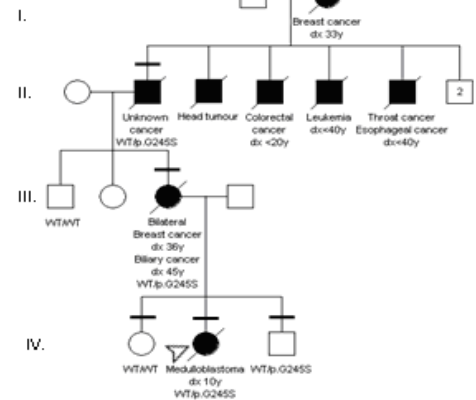 I.
Breast cancer
dx 33y
II.
2
Unknown
cancer
WT/p.G245S
Head tumour
Colorectal
cancer
dx <20y
Leukemia
dx<40y
Throat cancer
Esophageal cancer
dx<40y
III.
WT/WT
Bilateral
Breast cancer
dx 36y
Biliary cancer
dx 45y
WT/p.G245S
IV.
WT/WT
Medulloblastoma
dx 10y
WT/p.G245S
WT/p.G245S